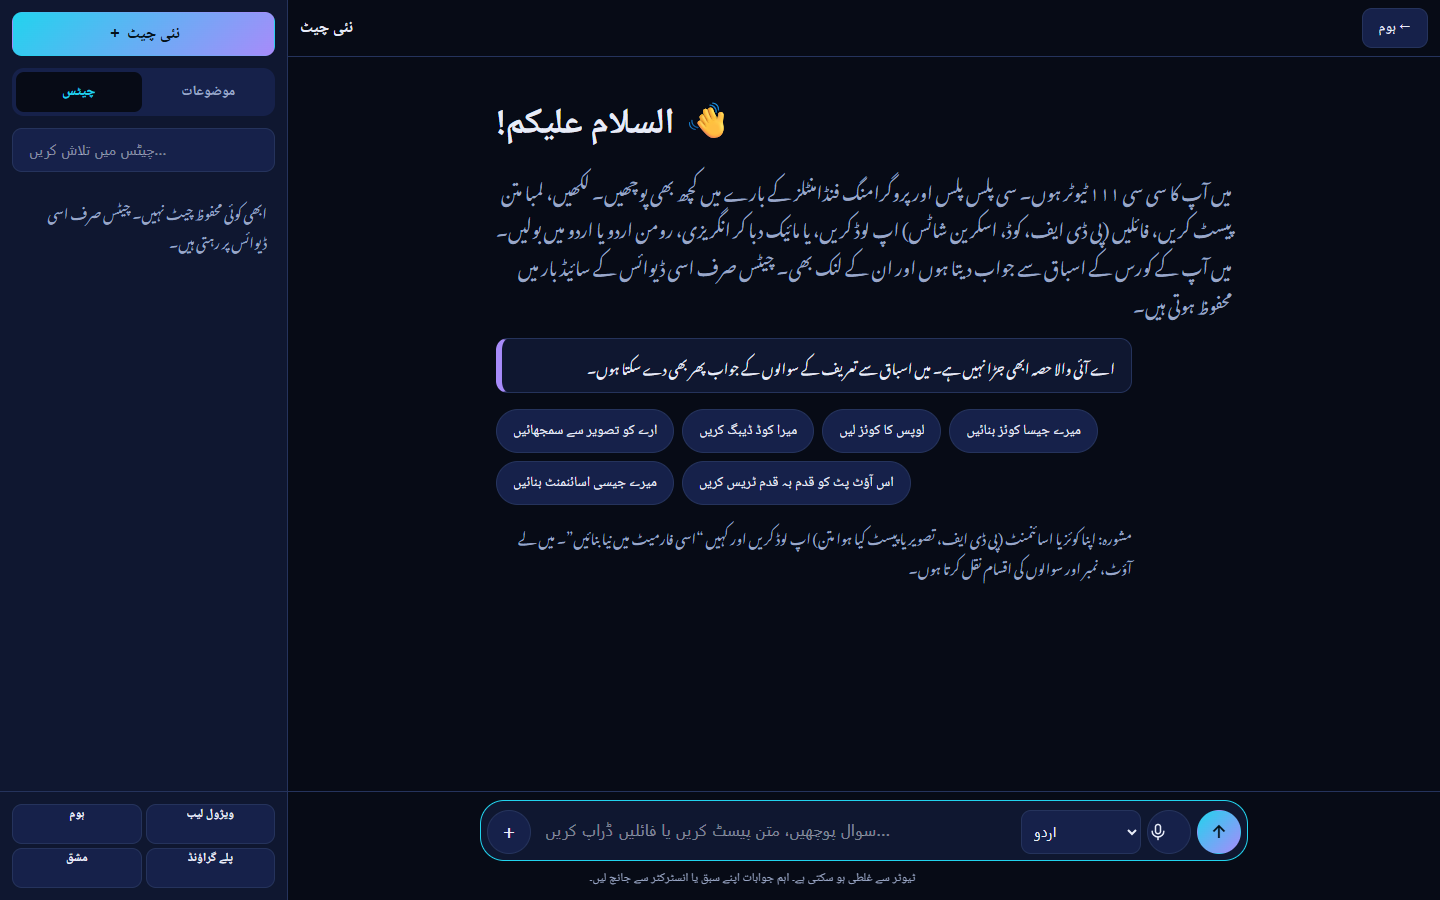 نئی چیٹ +
چیٹس
موضوعات
چیٹس میں تلاش کریں...
ابھی کوئی محفوظ چیٹ نہیں۔ چیٹس صرف اسی
ڈیوائس پر رہتی ہیں۔
ہوم
ویژول لیب
مشق
پلے گراؤنڈ
نئی چیٹ
← ہوم
السلام علیکم! 👋
میں آپ کا سی سی ۱۱۱ ٹیوٹر ہوں۔ سی پلس پلس اور پروگرامنگ فنڈامنٹلز کے بارے میں کچھ بھی پوچھیں۔ لکھیں، لمبا متن
پیسٹ کریں، فائلیں (پی ڈی ایف، کوڈ، اسکرین شاٹس) اپ لوڈ کریں، یا مائیک دبا کر انگریزی، رومن اردو یا اردو میں بولیں۔
میں آپ کے کورس کے اسباق سے جواب دیتا ہوں اور ان کے لنک بھی۔ چیٹس صرف اسی ڈیوائس کے سائیڈبار میں
محفوظ ہوتی ہیں۔
اے آئی والا حصہ ابھی جڑا نہیں ہے۔ میں اسباق سے تعریف کے سوالوں کے جواب پھر بھی دے سکتا ہوں۔
ارے کو تصویر سے سمجھائیں
میرا کوڈ ڈیبگ کریں
لوپس کا کوئز لیں
میرے جیسا کوئز بنائیں
میرے جیسی اسائنمنٹ بنائیں
اس آؤٹ پٹ کو قدم بہ قدم ٹریس کریں
مشورہ: اپنا کوئز یا اسائنمنٹ (پی ڈی ایف، تصویر یا پیسٹ کیا ہوا متن) اپ لوڈ کریں اور کہیں “اسی فارمیٹ میں نیا بنائیں”۔ میں لے
آؤٹ، نمبر اور سوالوں کی اقسام نقل کرتا ہوں۔
+
سوال پوچھیں، متن پیسٹ کریں یا فائلیں ڈراپ کریں...
اردو
ٹیوٹر سے غلطی ہو سکتی ہے۔ اہم جوابات اپنے سبق یا انسٹرکٹر سے جانچ لیں۔